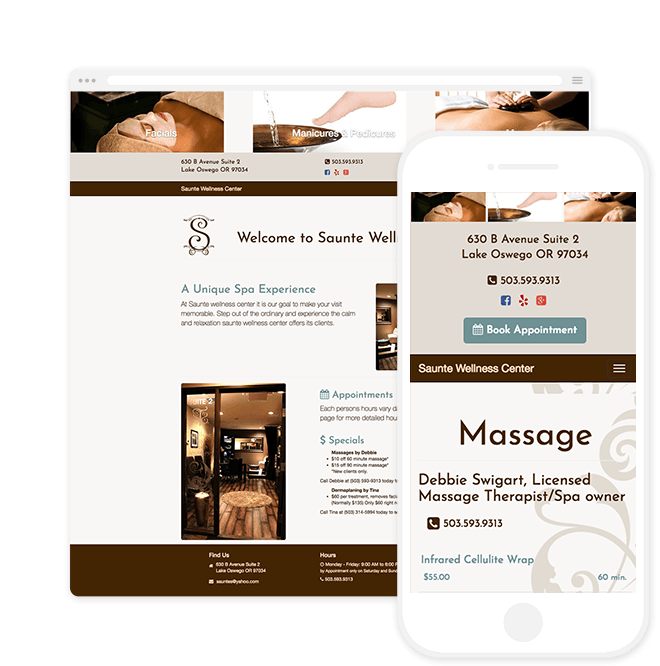 Facials
Manicures & Pedicures
630 B Avenue Suite 2
Lake Oswego OR 97034
503.593.9313
Saunte Wellness Center
S
Welcome to Saunte Well
A Unique Spa Experience
At Saunte wellness center it is our goal to make your visit
memorable. Step out of the ordinary and experience the calm
and relaxation saunte wellness center offers its clients.
SUITE-2
Appointments
Each persons hours vary da
page for more detailed hou
$ Specials
Massages by Debbie
$10 off 60 minute massage*
$15 off 90 minute massage*
*New clients only.
Call Debbie at (503) 593-9313 today t
Dermaplaning by Tina
$60 per treatment, removes facia
(Normally $135) Only $60 right n
Call Tina at (503) 314-5894 today to s
Find Us
630 B Avenue Suite 2
Lake Oswego OR 97034
sauntes@yahoo.com
Hours
Monday - Friday: 9:00 AM to 8:00 F
by Appointment only on Saturday and Sund
503.593.9313
630 B Avenue Suite 2
Lake Oswego OR 97034
503.593.9313
Book Appointment
Saunte Wellness Center
Massage
Debbie Swigart, Licensed
Massage Therapist/Spa owner
503.593.9313
Infrared Cellulite Wrap
$55.00 60 min.